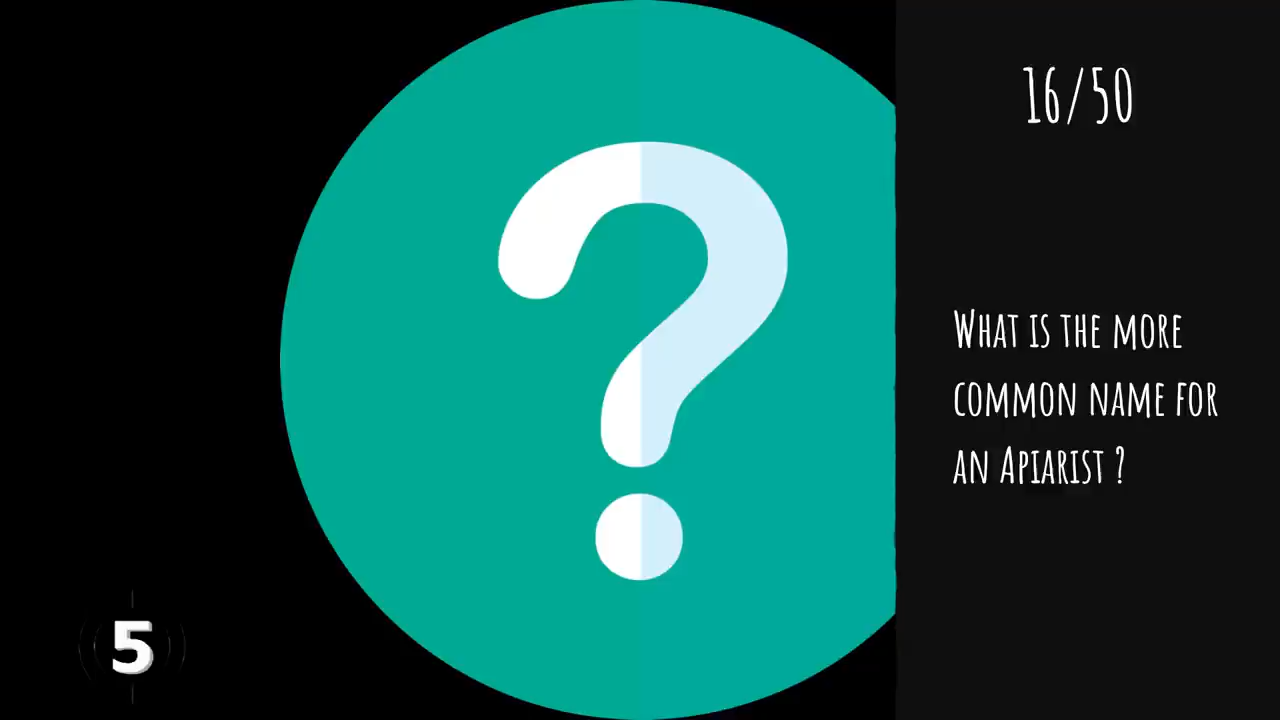 16/50
What is the more
common name for
an Apiarist ?
5